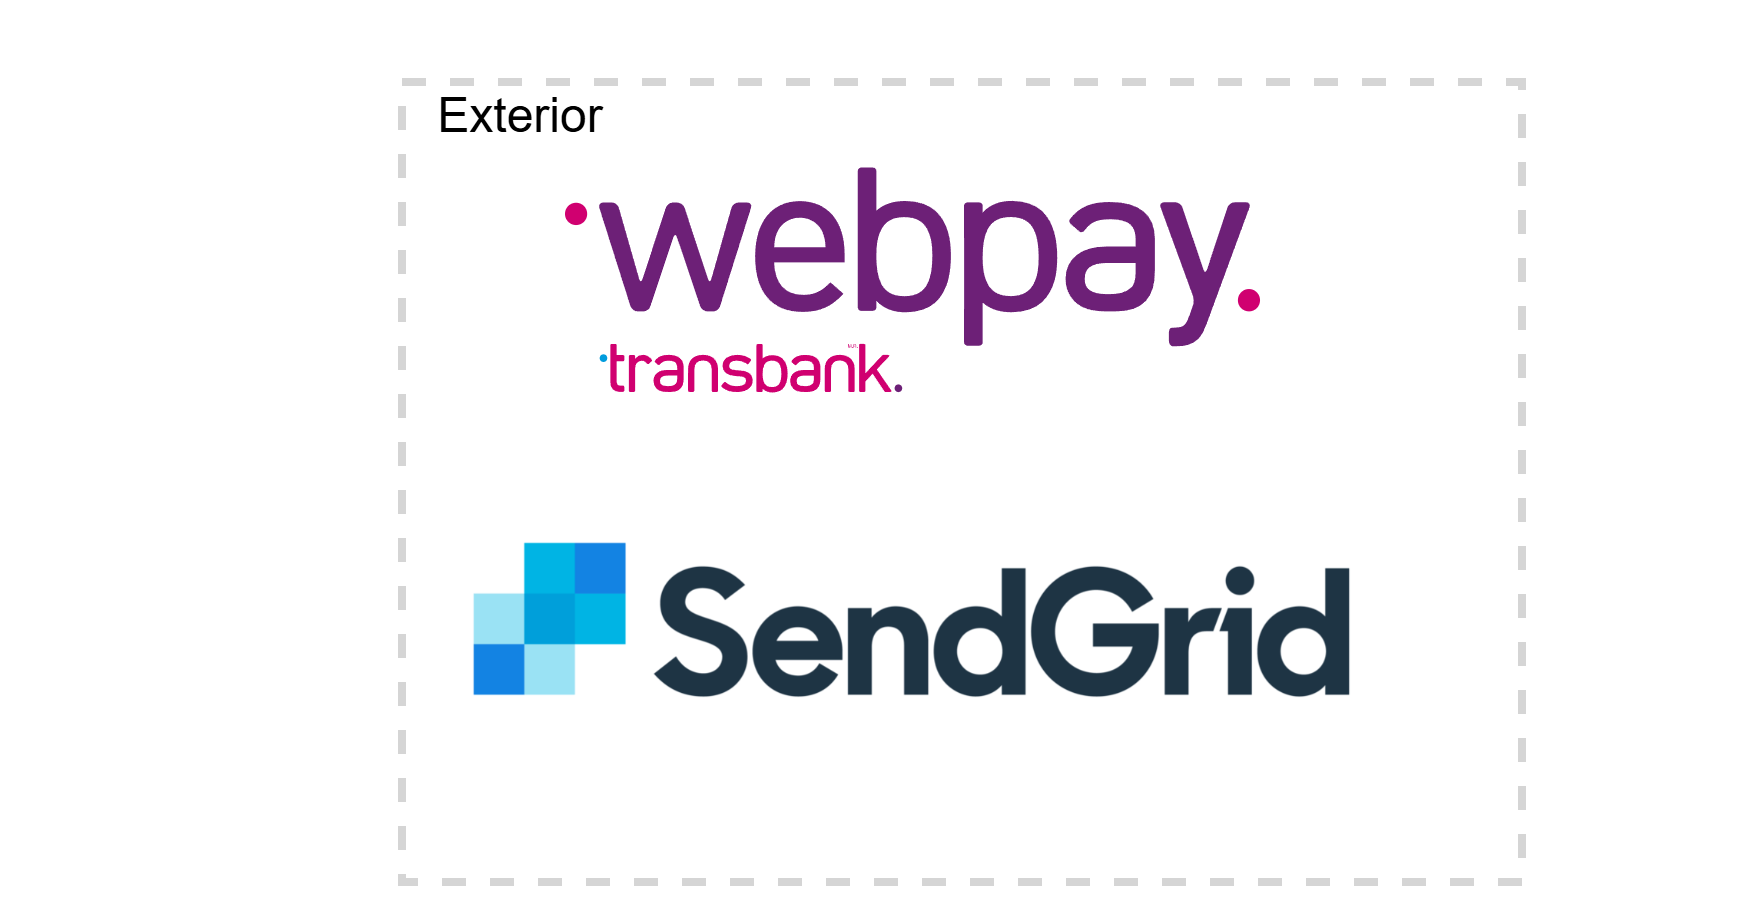 Exterior
webpay.
transbank.
SendGrid